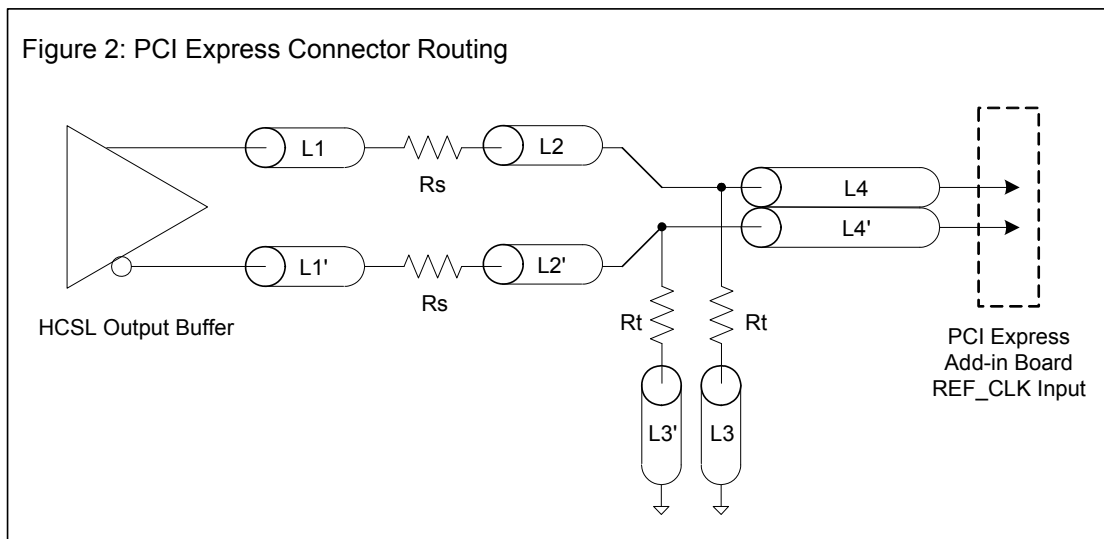 Figure 2: PCI Express Connector Routing
L1
Rs
L2
L4
L4'
L1'
Rs
L2'
HCSL Output Buffer
Rt
Rt
L3'
L3
PCI Express
Add-in Board
REF_CLK Input